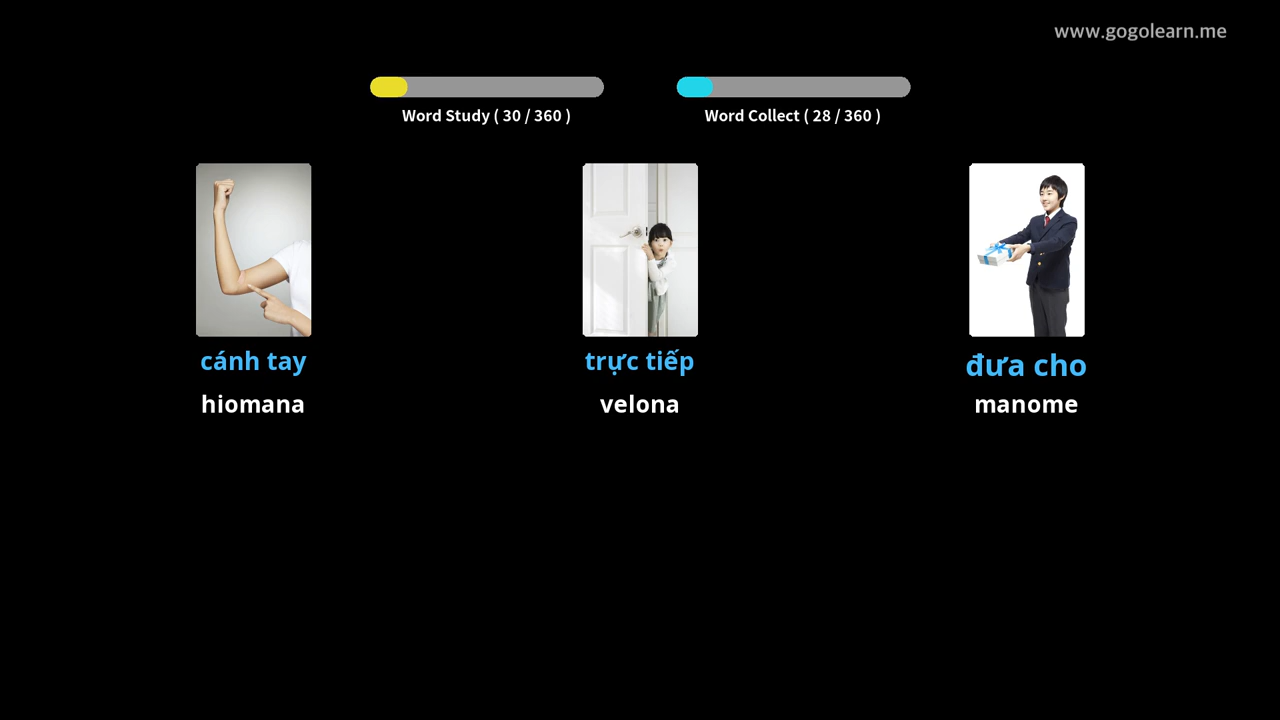 www.gogolearn.me
Word Study ( 30 / 360 )
Word Collect ( 28 / 360 )
cánh tay
trực tiếp
đưa cho
hiomana
velona
manome